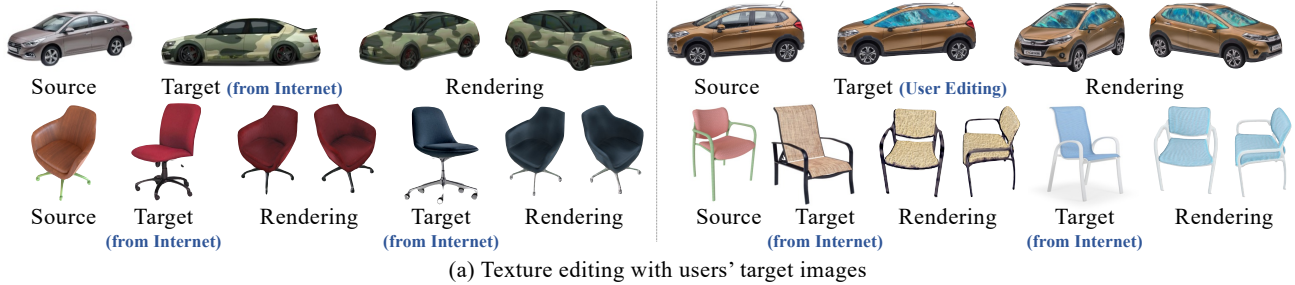 Source Target (from Internet) Rendering Source Target (User Editing) Rendering
Source Target Rendering Target Rendering Source Target Rendering Target Rendering
(from Internet) (from Internet) (from Internet) (from Internet)
(a) Texture editing with users' target images